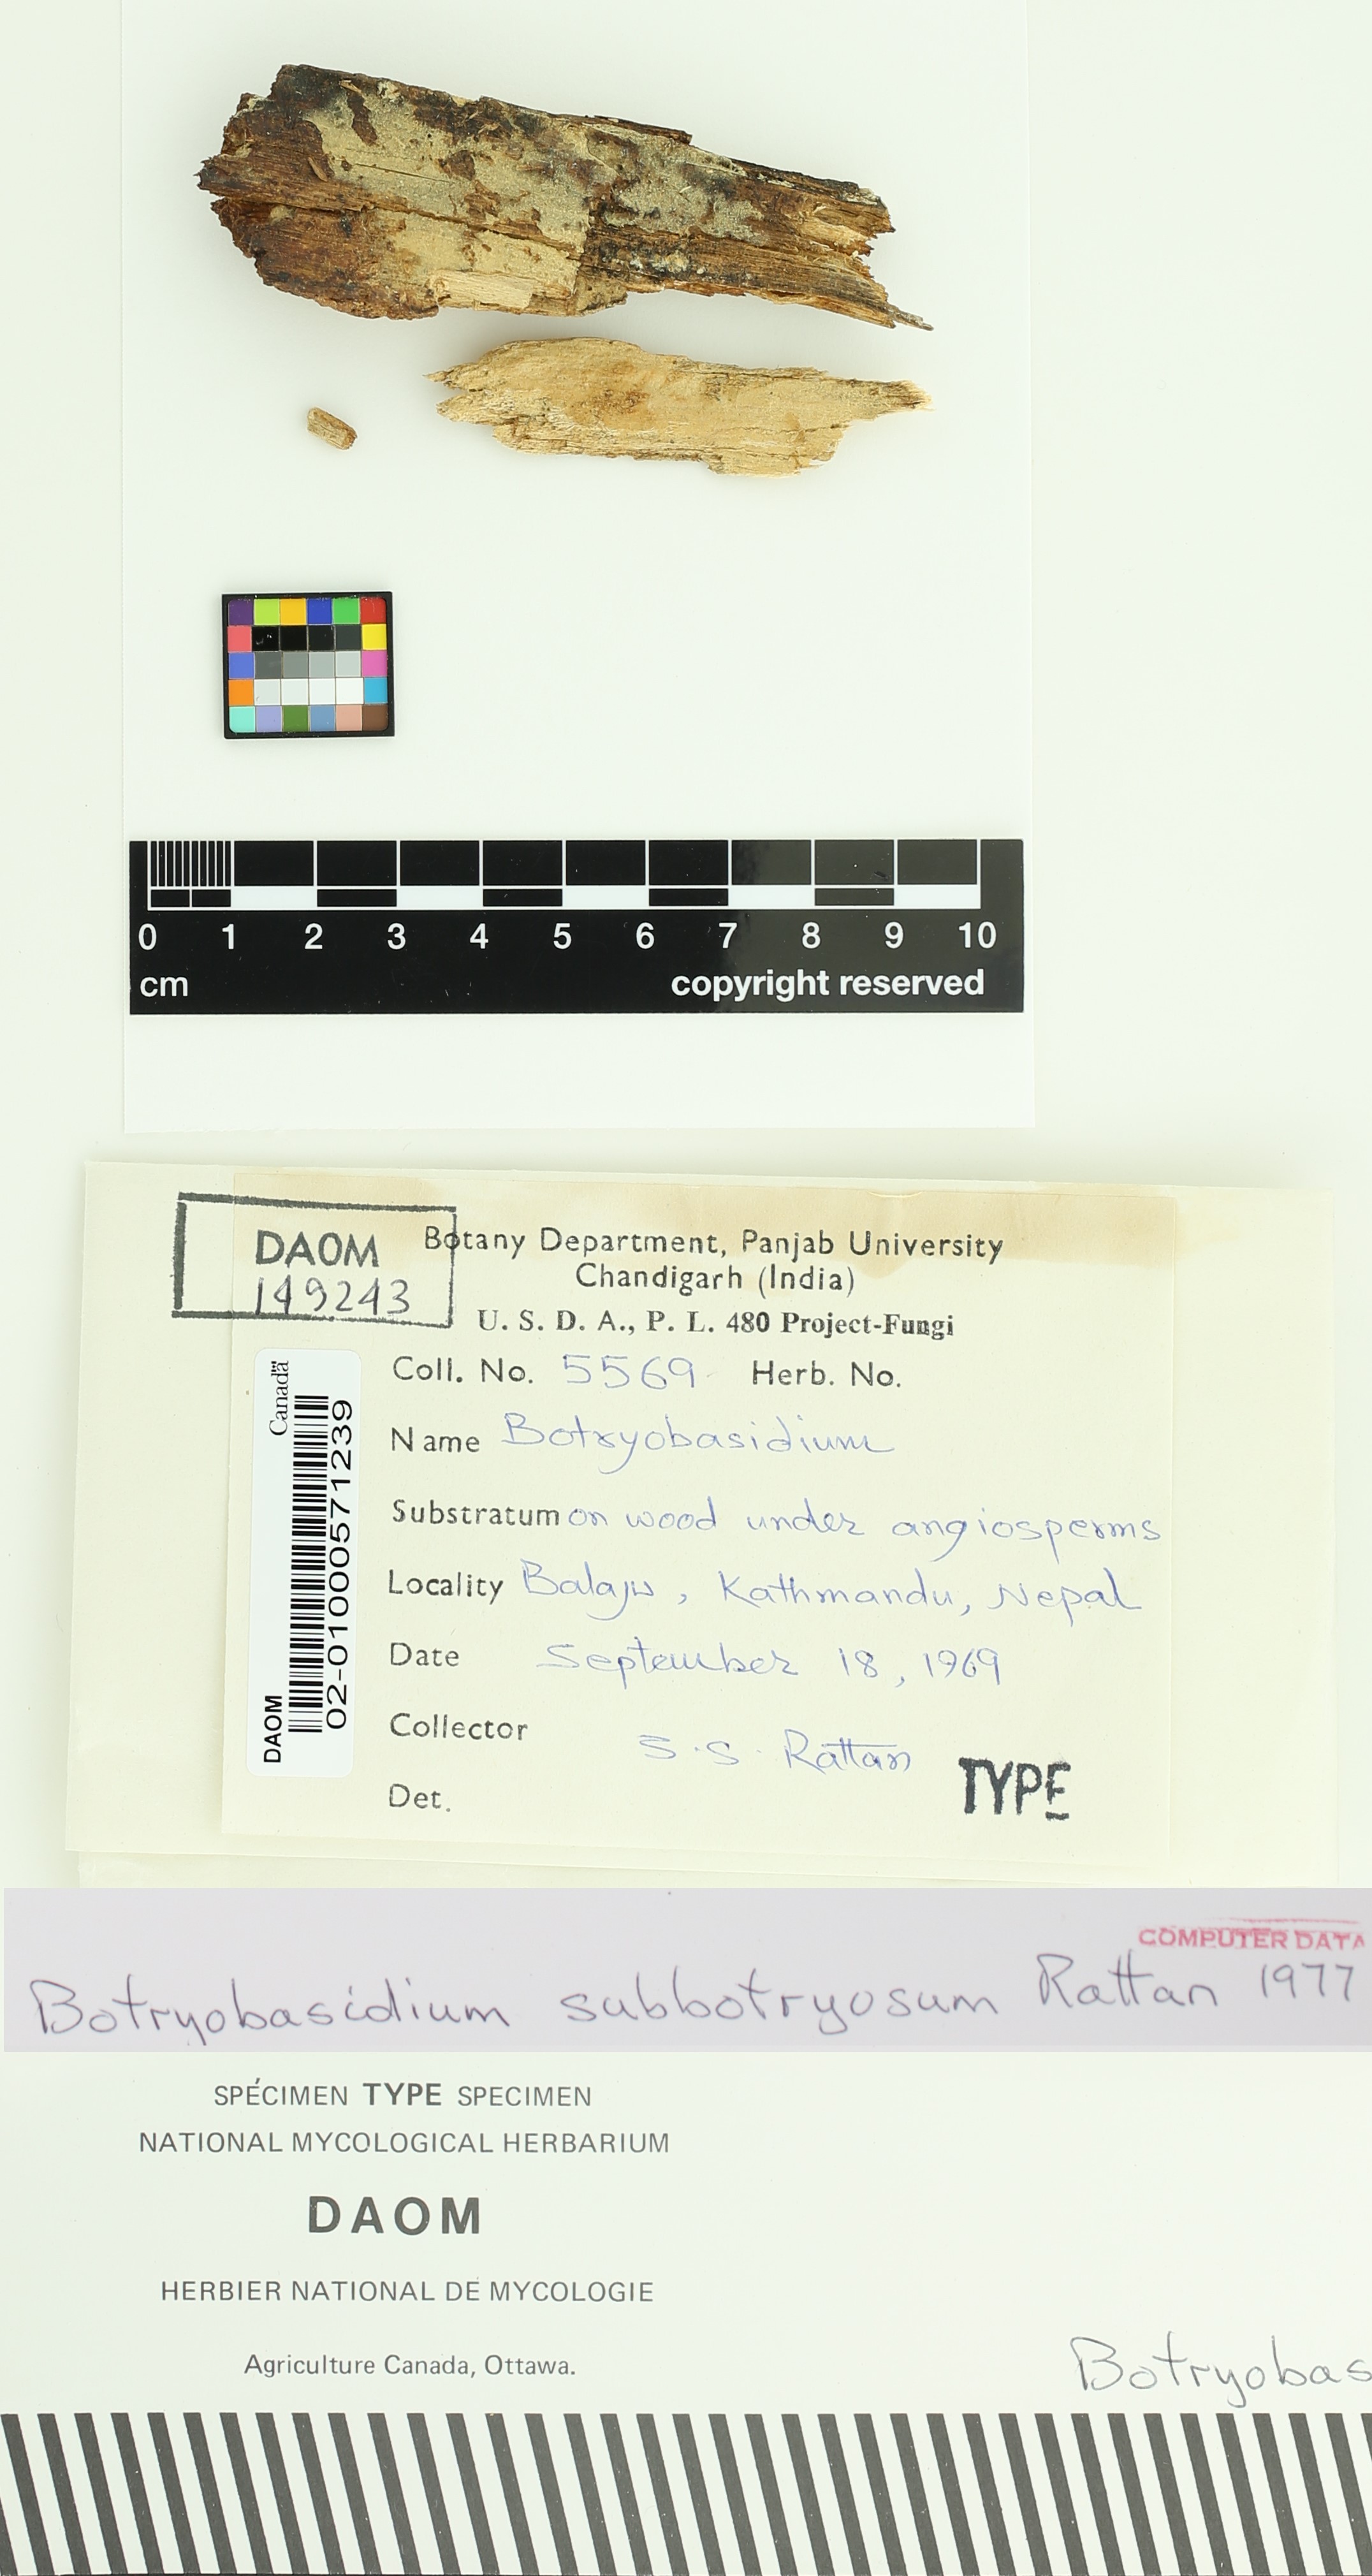 0 1 2 3 4 5 6 7 8 9 10
cm copyright reserved
DAOM
149243
Botany Department, Panjab University
Chandigarh (India)
U. S. D. A., P. L. 480 Project-Fungi
Coll. No. 5569 Herb. No.
Name Botryobasidium
Substratum on wood under angiosperms
Locality Balaju, Kathmandu, Nepal
Date September 18, 1969
Collector S.S. Rattan
Det.
TYPE
Canada
DAOM
02-01000571239
COMPUTER DATA
Botryobasidium subbotryosum Rattan 1977
SPÉCIMEN TYPE SPECIMEN
NATIONAL MYCOLOGICAL HERBARIUM
DAOM
HERBIER NATIONAL DE MYCOLOGIE
Agriculture Canada, Ottawa.
Botryobas